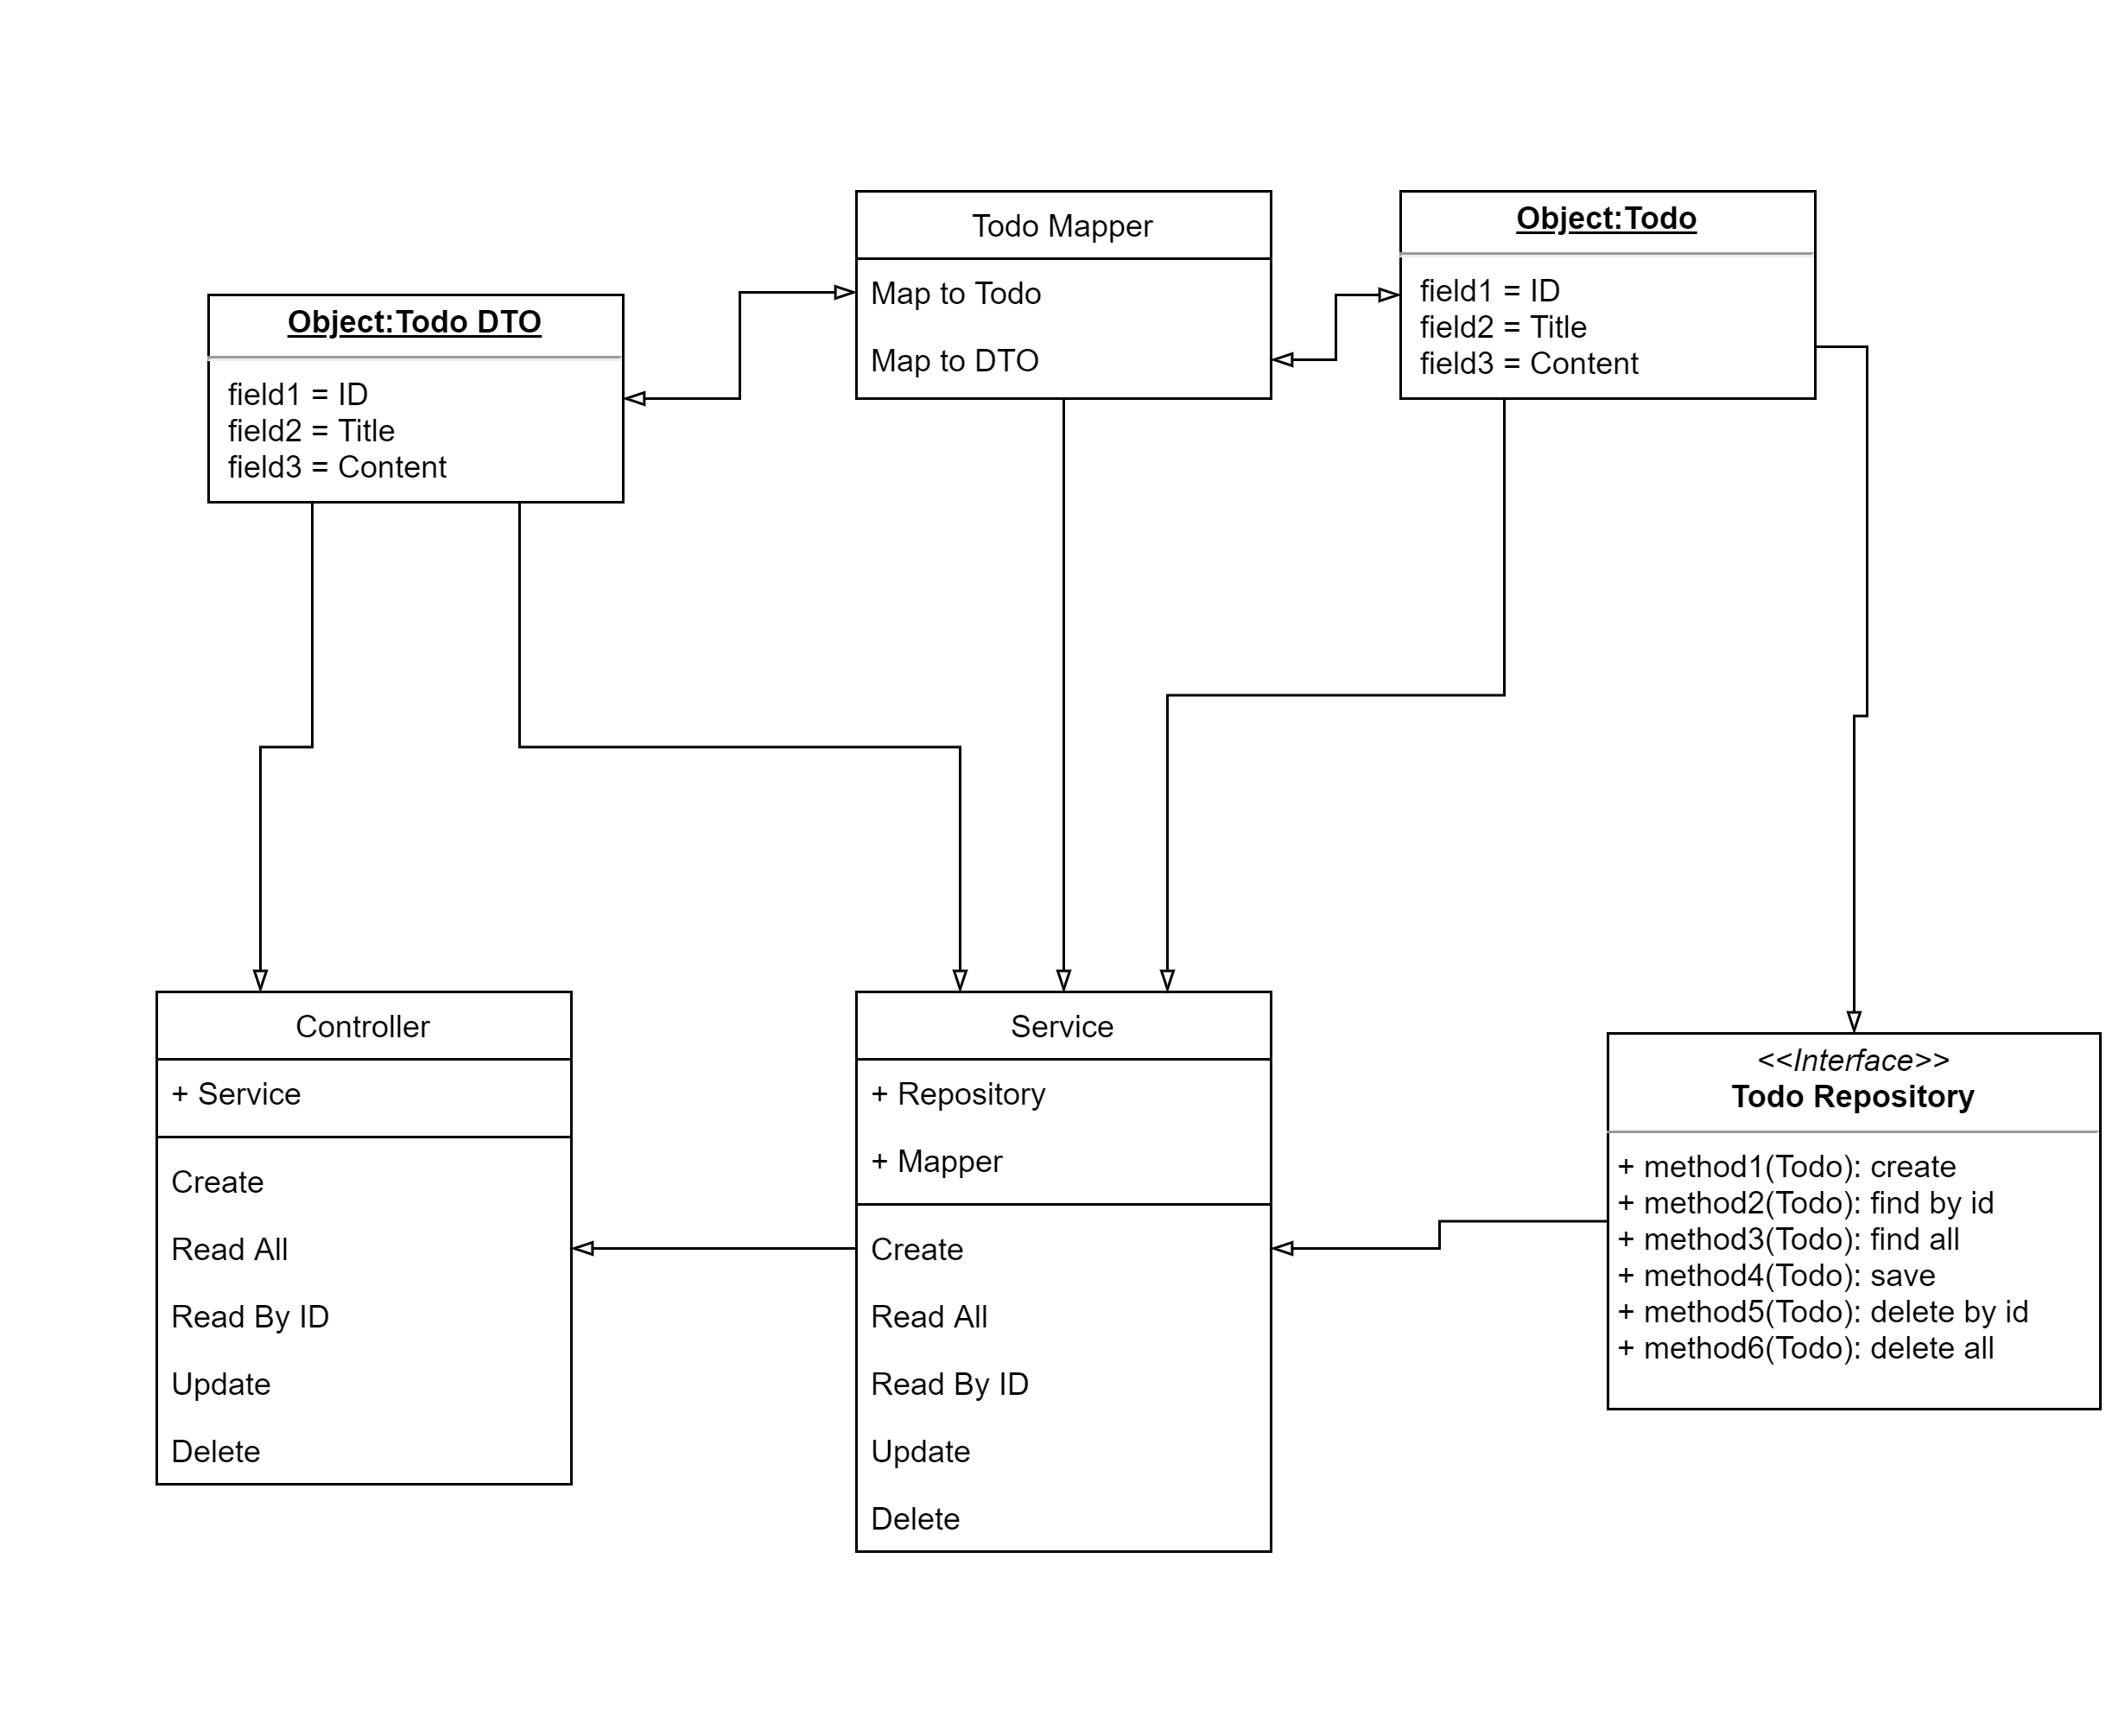 Todo Mapper
Map to Todo
Map to DTO
Object:Todo
field1 = ID
field2 = Title
field3 = Content
Object:Todo DTO
field1 = ID
field2 = Title
field3 = Content
Controller
+ Service
Create
Read All
Read By ID
Update
Delete
Service
+ Repository
+ Mapper
Create
Read All
Read By ID
Update
Delete
<<Interface>>
Todo Repository
+ method1(Todo): create
+ method2(Todo): find by id
+ method3(Todo): find all
+ method4(Todo): save
+ method5(Todo): delete by id
+ method6(Todo): delete all